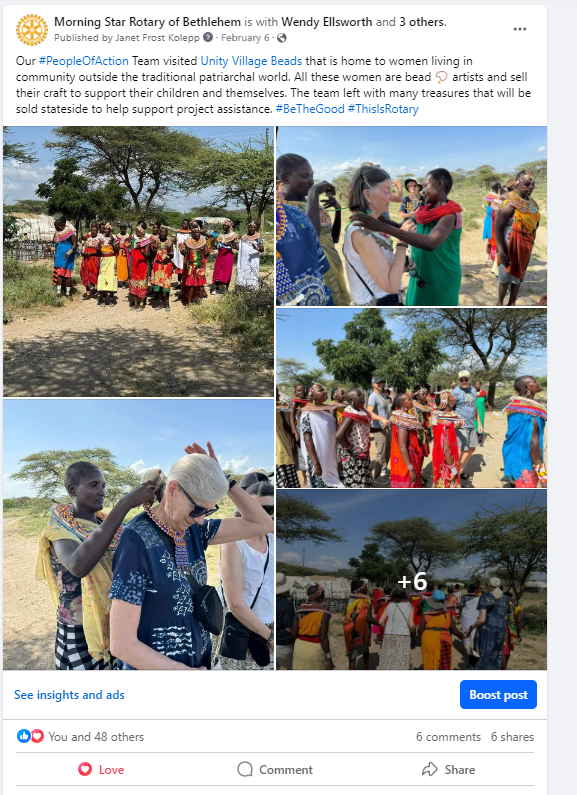 Morning Star Rotary of Bethlehem is with Wendy Ellsworth and 3 others.
Published by Janet Frost Kolepp · February 6 ·
Our #PeopleOfAction Team visited Unity Village Beads that is home to women living in
community outside the traditional patriarchal world. All these women are bead 📿 artists and sell
their craft to support their children and themselves. The team left with many treasures that will be
sold stateside to help support project assistance. #BeTheGood #ThisIsRotary
+6
See insights and ads
Boost post
You and 48 others
6 comments 6 shares
Love
Comment
Share